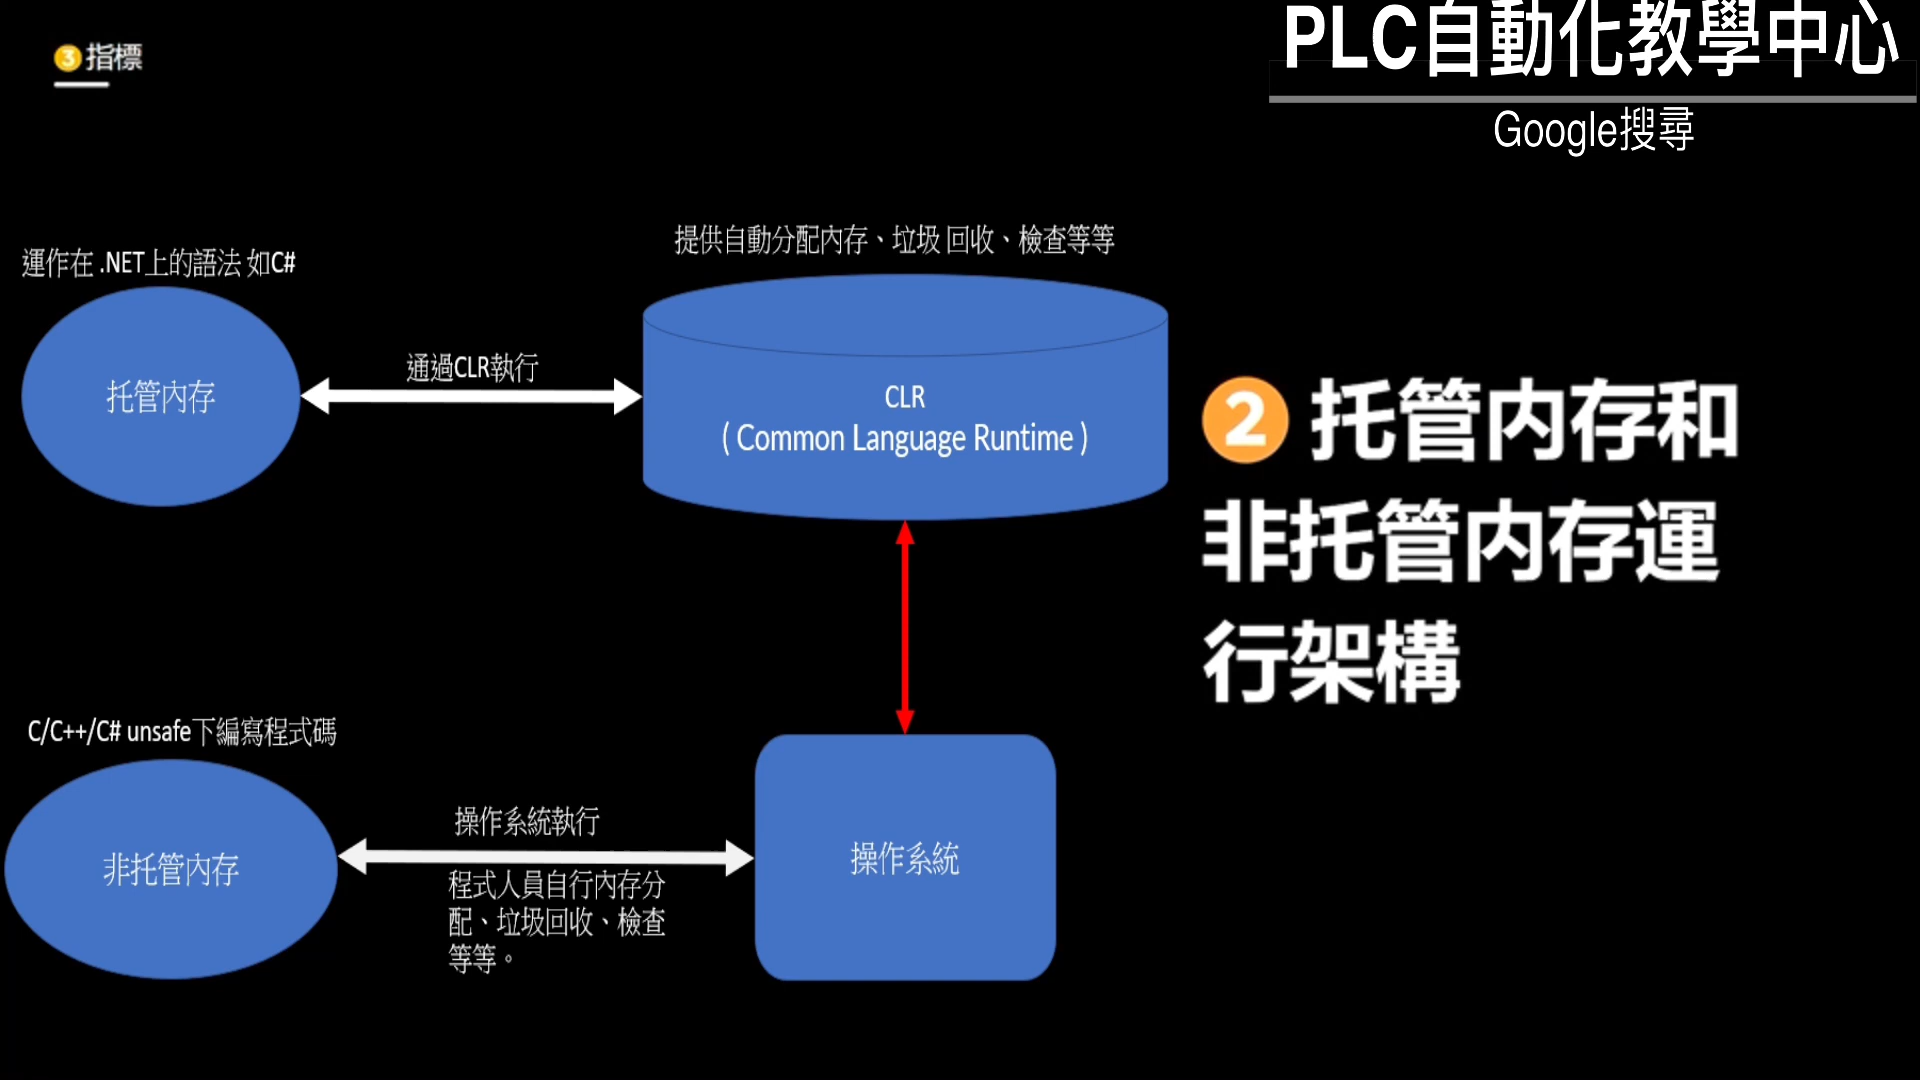 3 指標
PLC自動化教學中心
Google搜尋
提供自動分配內存、垃圾 回收、檢查等等
運作在 .NET上的語法 如C#
托管內存
通過CLR執行
CLR
( Common Language Runtime )
2 托管內存和
非托管內存運
行架構
C/C++/C# unsafe下編寫程式碼
非托管內存
操作系統執行
程式人員自行內存分
配、垃圾回收、檢查
等等。
操作系統